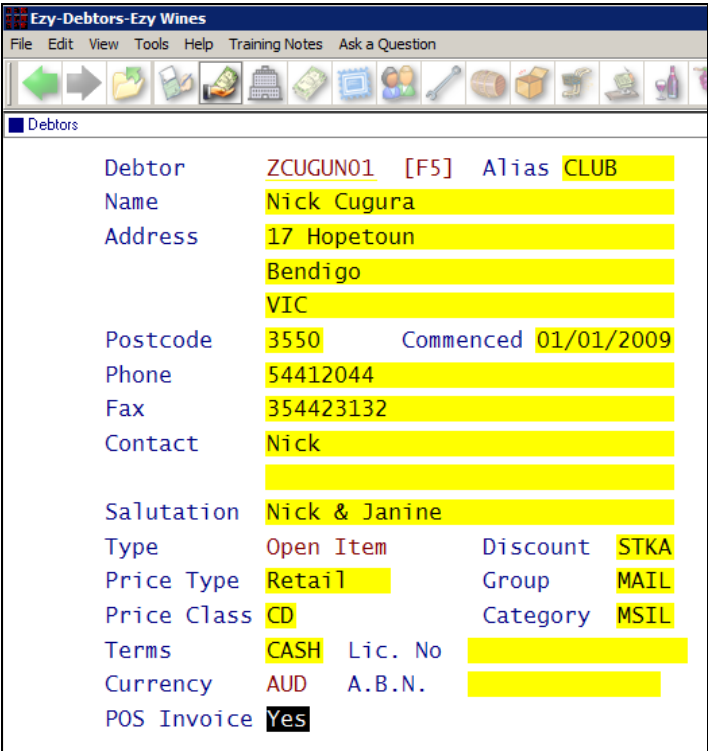 Ezy-Debtors-Ezy Wines
File Edit View Tools Help Training Notes Ask a Question
Debtors
Debtor ZCUGUN01 [F5] Alias CLUB
Name Nick Cugura
Address 17 Hopetoun
Bendigo
VIC
Postcode 3550 Commenced 01/01/2009
Phone 54412044
Fax 354423132
Contact Nick
Salutation Nick & Janine
Type Open Item Discount STKA
Price Type Retail Group MAIL
Price Class CD Category MSIL
Terms CASH Lic. No
Currency AUD A.B.N.
POS Invoice Yes